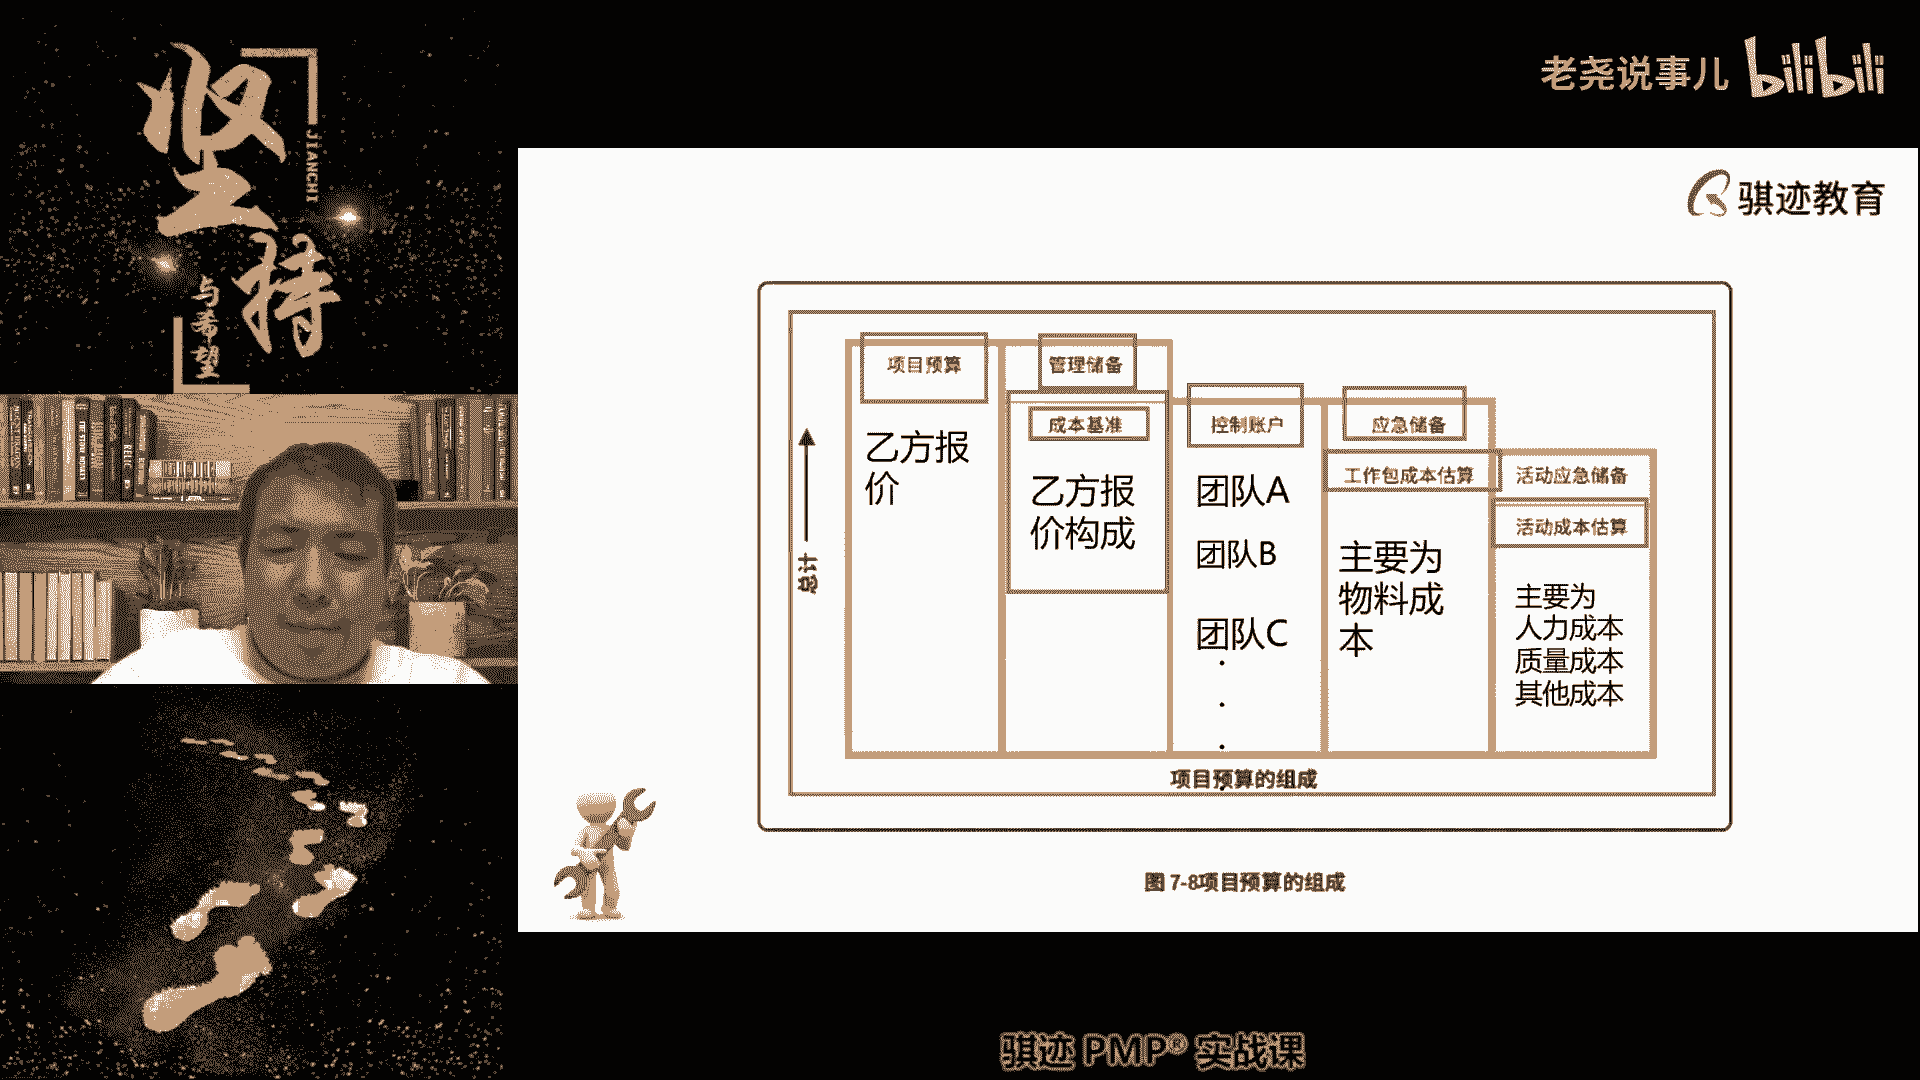 坚持
JIANCHI
与希望
老尧说事儿 bilibili
骐迹教育
项目预算
管理储备
成本基准
控制账户
应急储备
工作包成本估算
活动应急储备
活动成本估算
乙方报
价
乙方报
价构成
团队A
团队B
团队C
.
.
.
主要为
物料成
本
主要为
人力成本
质量成本
其他成本
总计
项目预算的组成
图 7-8项目预算的组成
骐迹 PMP® 实战课